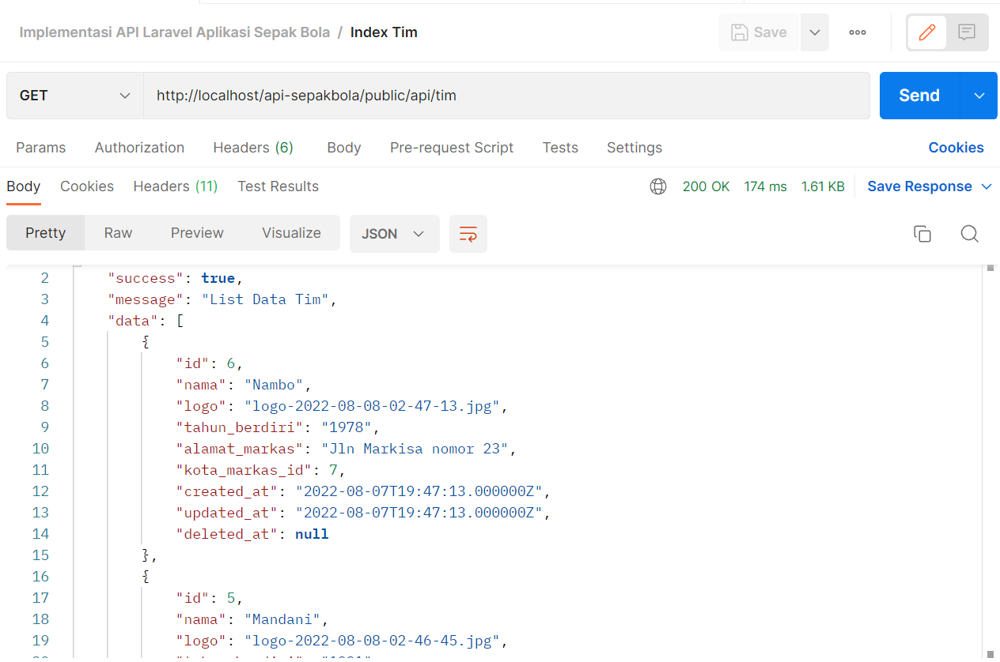 Implementasi API Laravel Aplikasi Sepak Bola / Index Tim
Save
GET http://localhost/api-sepakbola/public/api/tim Send
Params Authorization Headers (6) Body Pre-request Script Tests Settings Cookies
Body Cookies Headers (11) Test Results 200 OK 174 ms 1.61 KB Save Response
Pretty Raw Preview Visualize JSON
2 "success": true,
3 "message": "List Data Tim",
4 "data": [
5 {
6 "id": 6,
7 "nama": "Nambo",
8 "logo": "logo-2022-08-08-02-47-13.jpg",
9 "tahun_berdiri": "1978",
10 "alamat_markas": "Jln Markisa nomor 23",
11 "kota_markas_id": 7,
12 "created_at": "2022-08-07T19:47:13.000000Z",
13 "updated_at": "2022-08-07T19:47:13.000000Z",
14 "deleted_at": null
15 },
16 {
17 "id": 5,
18 "nama": "Mandani",
19 "logo": "logo-2022-08-08-02-46-45.jpg",